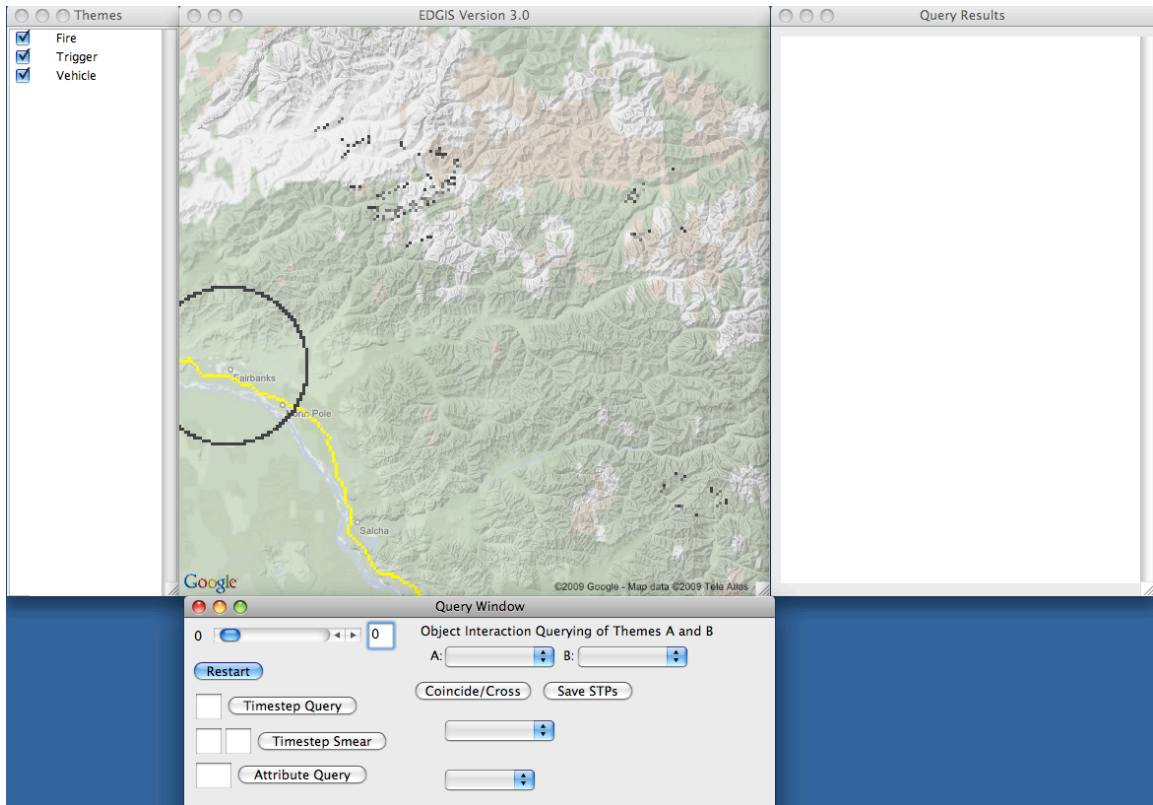 Themes
Fire
Trigger
Vehicle
EDGIS Version 3.0
Fairbanks
North Pole
Salcha
Google
©2009 Google - Map data ©2009 Tele Atlas
Query Results
Query Window
0
0
Restart
Timestep Query
Timestep Smear
Attribute Query
Object Interaction Querying of Themes A and B
A:
B:
Coincide/Cross
Save STPs